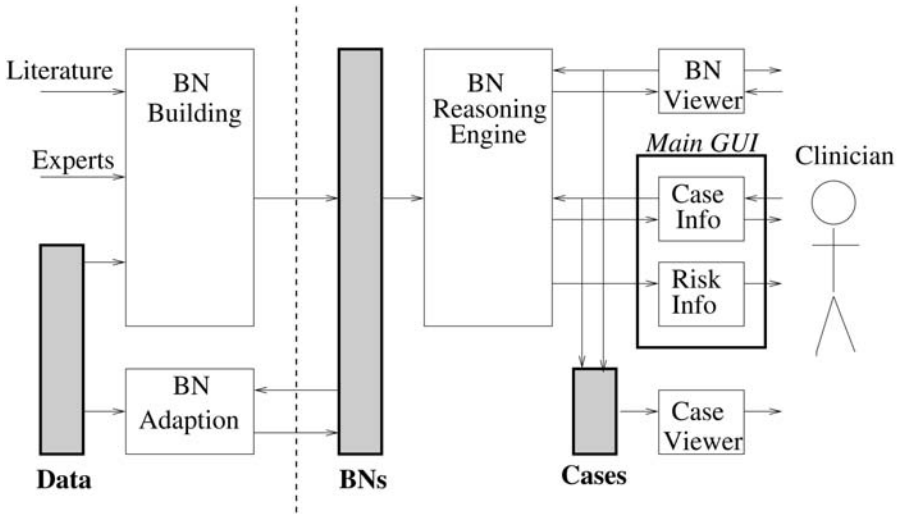 Literature
Experts
Data
BN
Building
BN
Adaption
BNs
BN
Reasoning
Engine
BN
Viewer
Main GUI
Case
Info
Risk
Info
Clinician
Cases
Case
Viewer